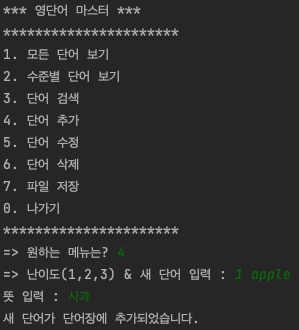 *** 영단어 마스터 ***
**********************
1. 모든 단어 보기
2. 수준별 단어 보기
3. 단어 검색
4. 단어 추가
5. 단어 수정
6. 단어 삭제
7. 파일 저장
0. 나가기
**********************
=> 원하는 메뉴는? 4
=> 난이도(1,2,3) & 새 단어 입력 : 1 apple
뜻 입력 : 사과
새 단어가 단어장에 추가되었습니다.